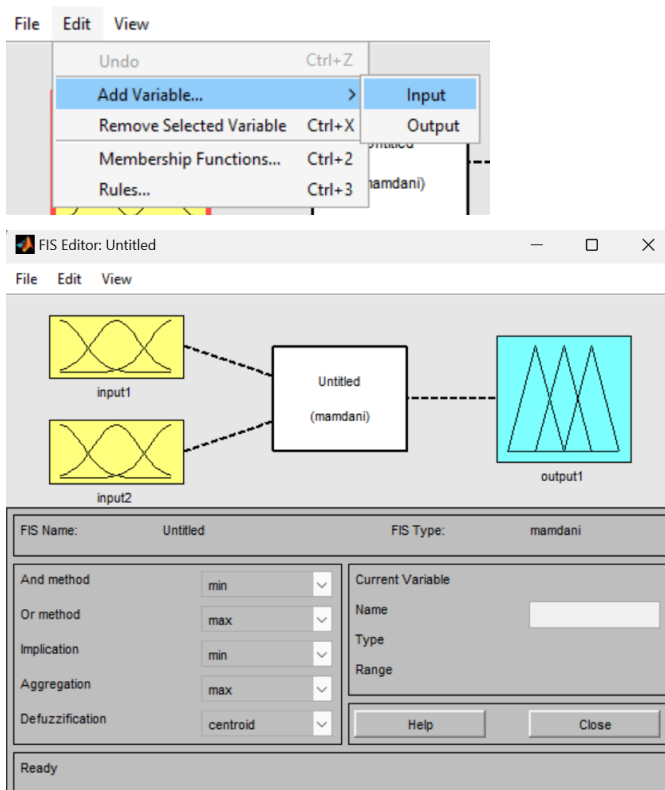 File Edit View
Undo Ctrl+Z
Add Variable... > Input
Remove Selected Variable Ctrl+X Output
Membership Functions... Ctrl+2
Rules... Ctrl+3
(mamdani)
FIS Editor: Untitled
File Edit View
input1
Untitled
(mamdani)
output1
input2
FIS Name: Untitled FIS Type: mamdani
And method min
Or method max
Implication min
Aggregation max
Defuzzification centroid
Current Variable
Name
Type
Range
Help Close
Ready